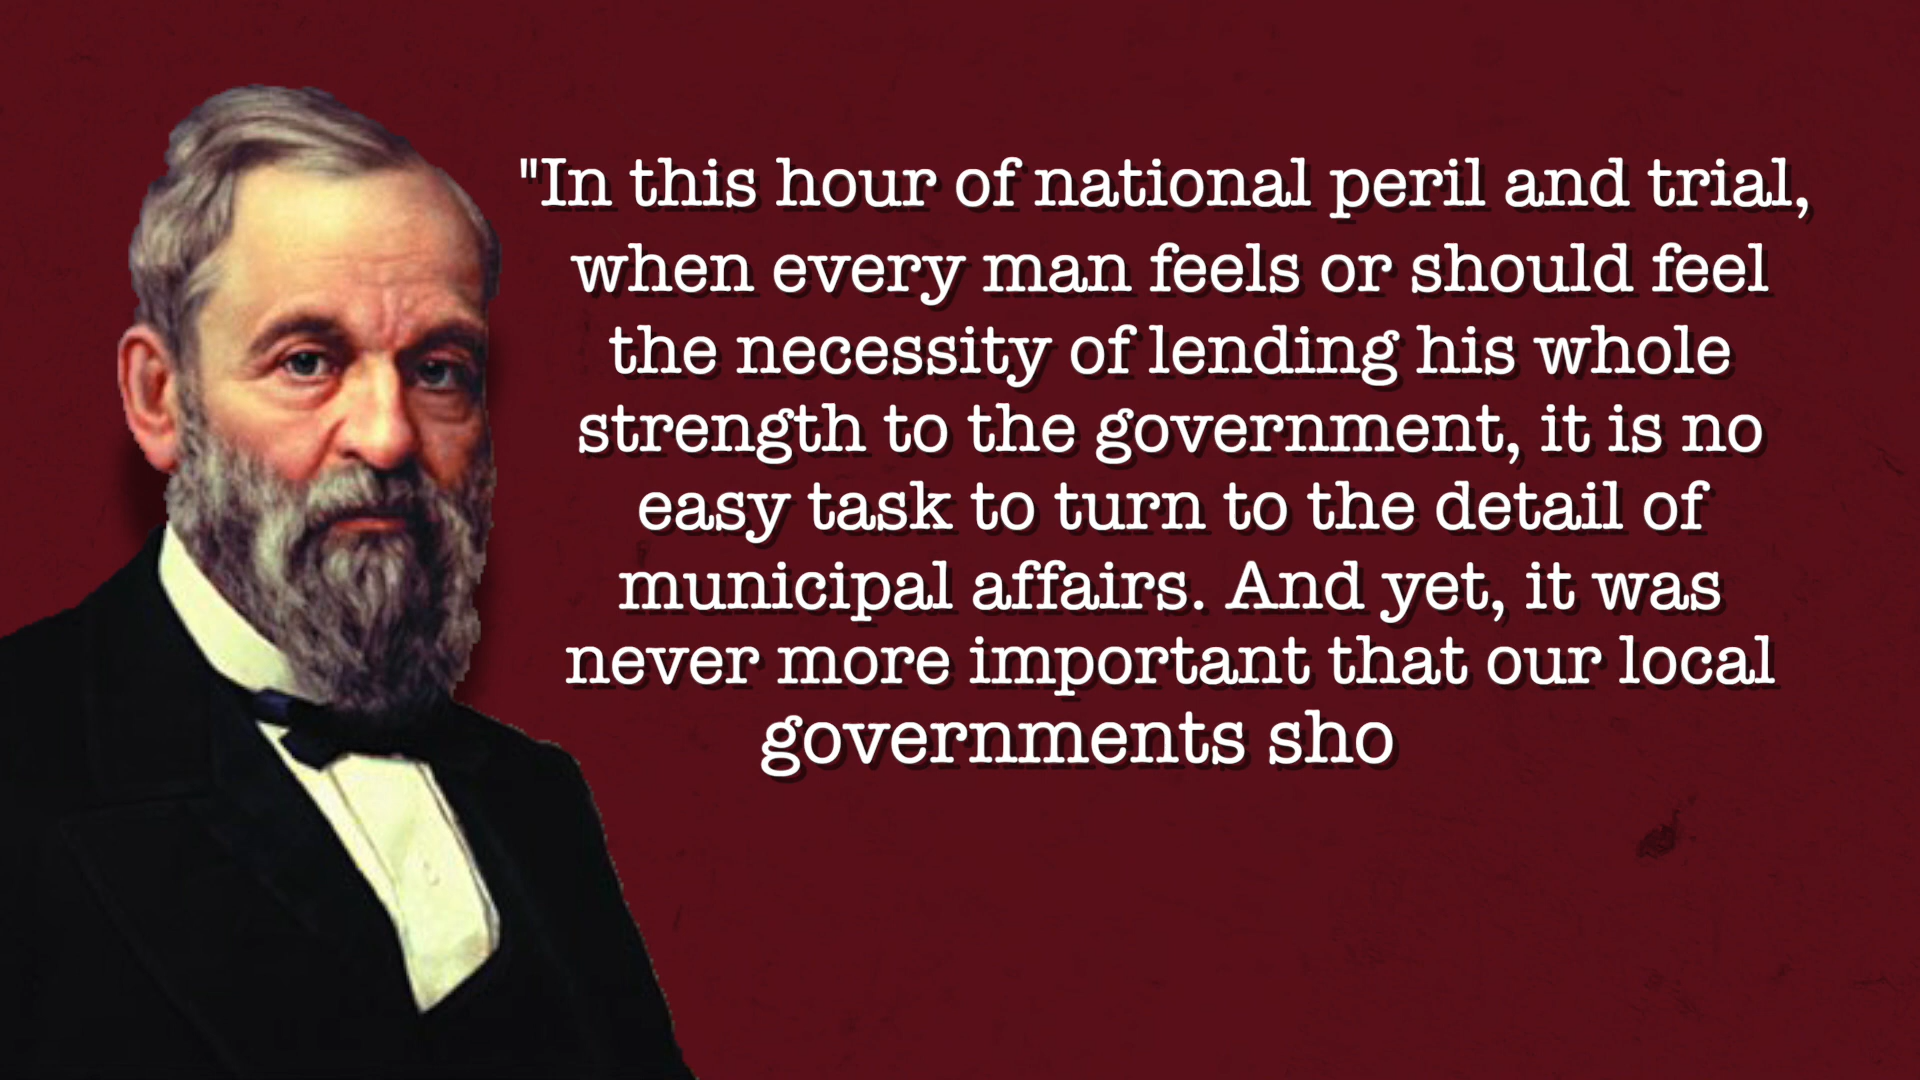 "In this hour of national peril and trial,
when every man feels or should feel
the necessity of lending his whole
strength to the government, it is no
easy task to turn to the detail of
municipal affairs. And yet, it was
never more important that our local
governments sho